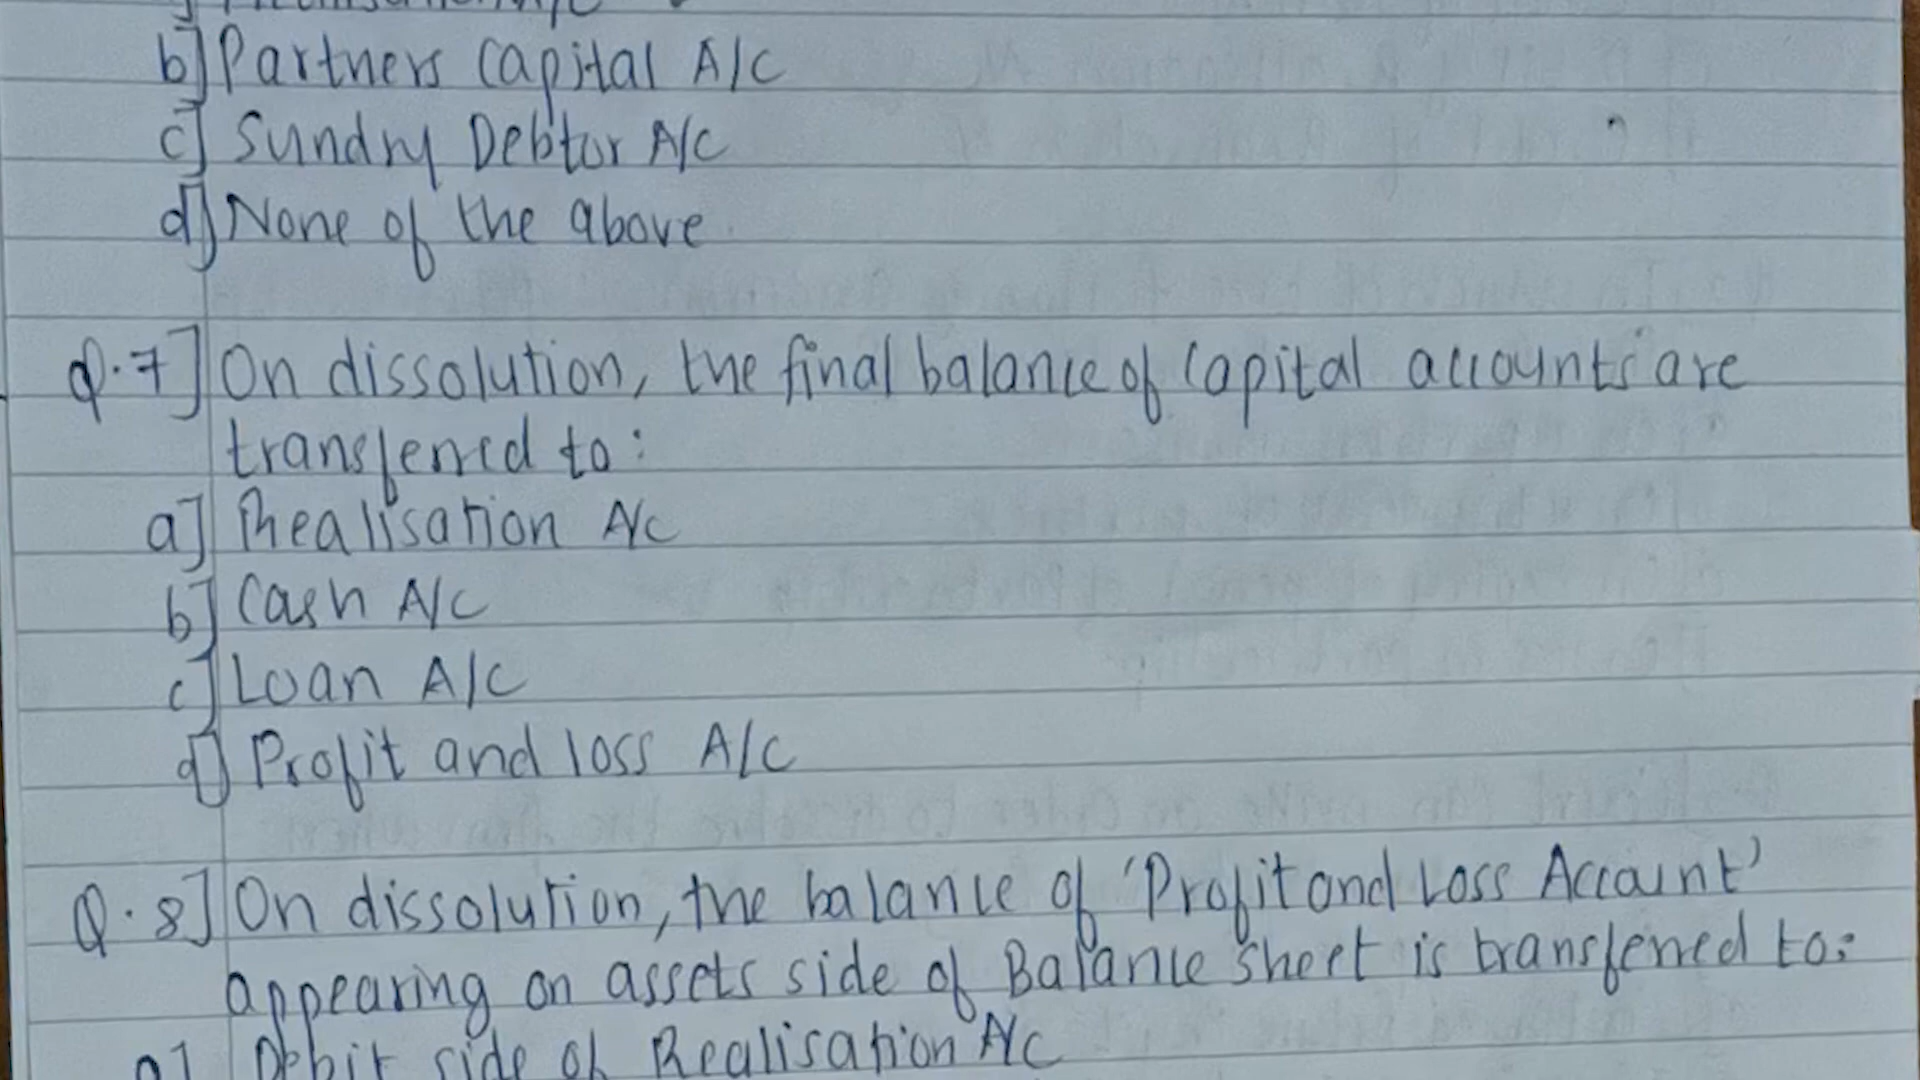 b] Partners Capital A/C
c] Sundry Debtor A/C
d] None of the above
Q.7] On dissolution, the final balance of capital accounts are
transferred to:
a] Realisation A/C
b] Cash A/C
c] Loan A/C
d] Profit and loss A/C
Q.8] On dissolution, the balance of 'Profit and Loss Account'
appearing on assets side of Balance sheet is transferred to:
a] Debit side of Realisation A/C